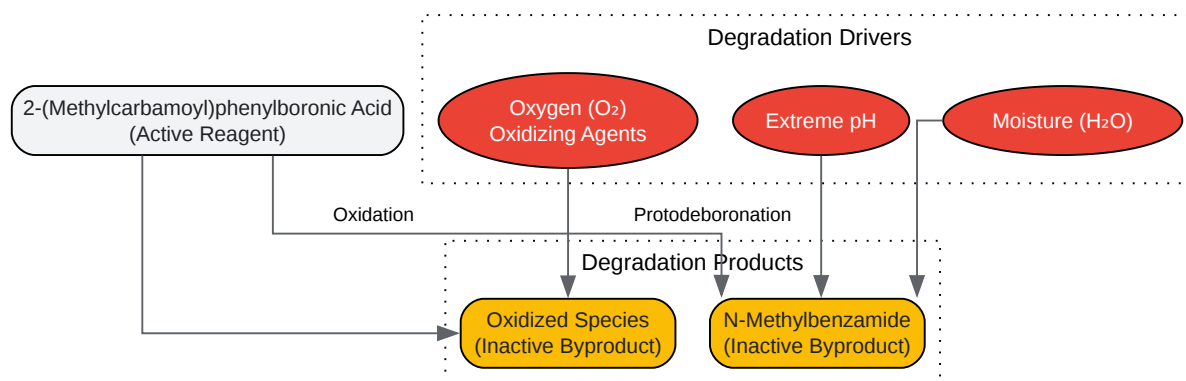 Degradation Drivers
2-(Methylcarbamoyl)phenylboronic Acid
(Active Reagent)
Oxygen (O₂)
Oxidizing Agents
Extreme pH
Moisture (H₂O)
Oxidation
Protodeboronation
Degradation Products
Oxidized Species
(Inactive Byproduct)
N-Methylbenzamide
(Inactive Byproduct)